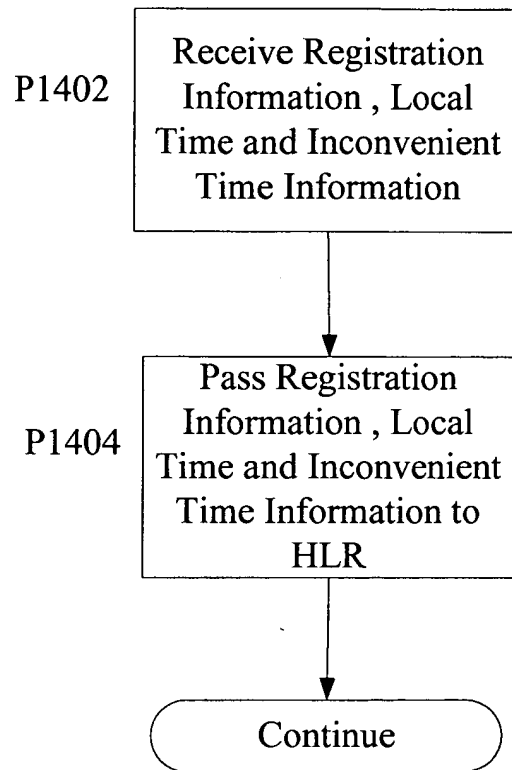 P1402
Receive Registration
Information , Local
Time and Inconvenient
Time Information
P1404
Pass Registration
Information , Local
Time and Inconvenient
Time Information to
HLR
Continue